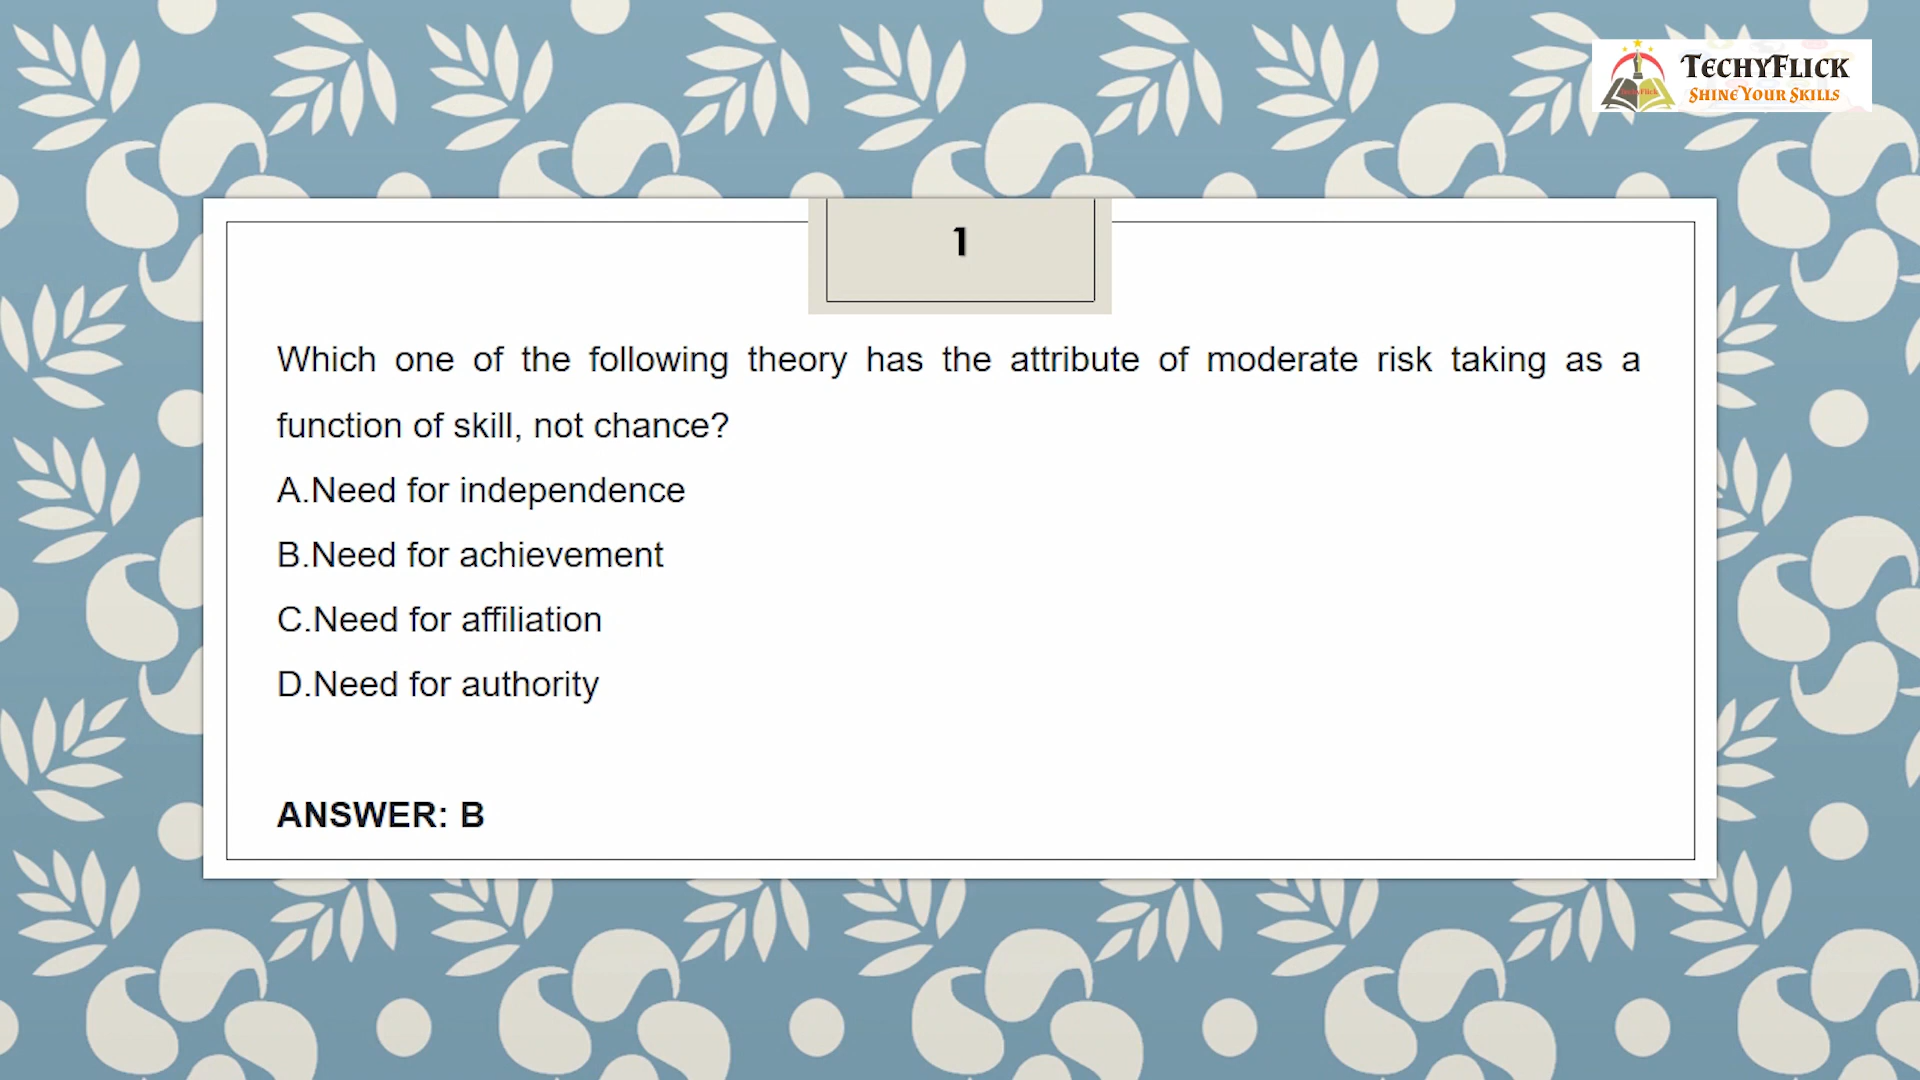 TECHYFLICK
SHINE YOUR SKILLS
1
Which one of the following theory has the attribute of moderate risk taking as a
function of skill, not chance?
A.Need for independence
B.Need for achievement
C.Need for affiliation
D.Need for authority
ANSWER: B